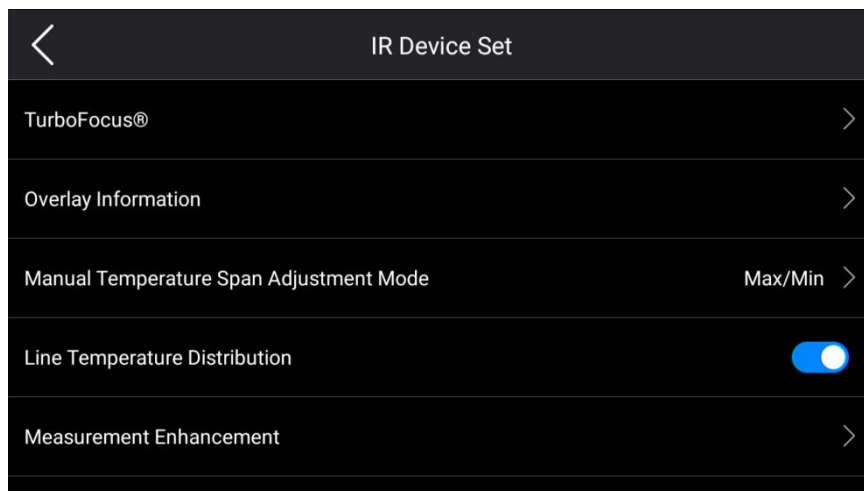 IR Device Set
TurboFocus®
Overlay Information
Manual Temperature Span Adjustment Mode Max/Min
Line Temperature Distribution
Measurement Enhancement